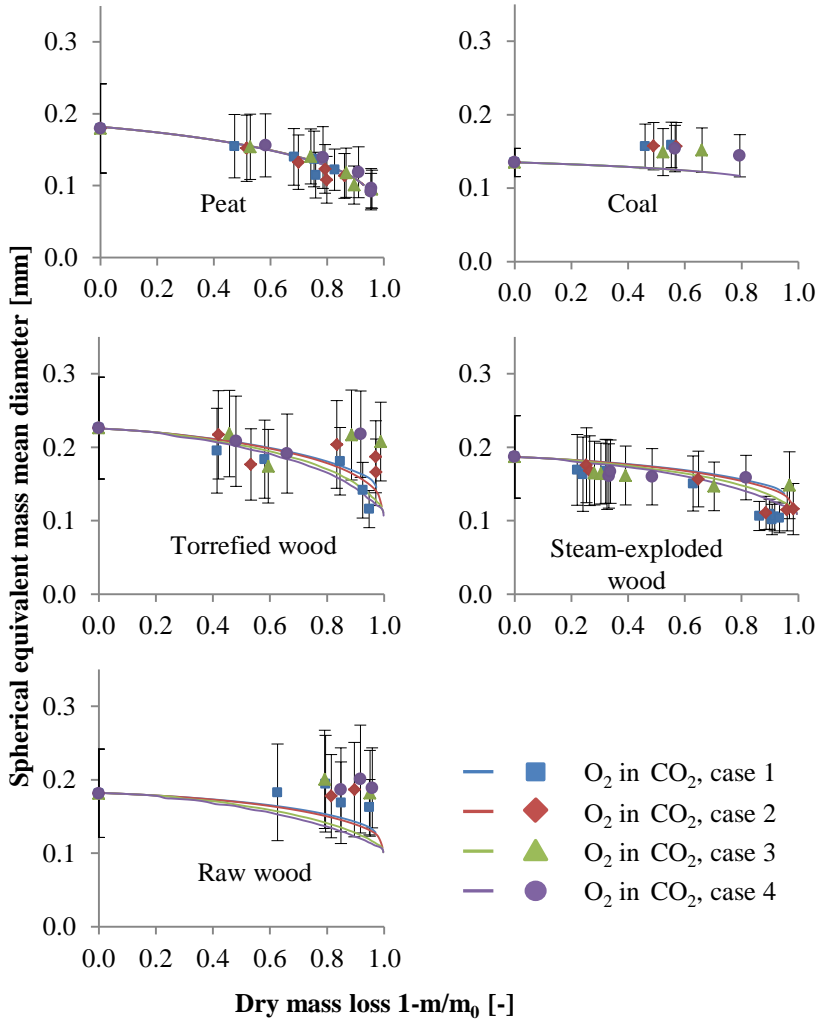 Spherical equivalent mass mean diameter [mm]
0.3
0.2
0.1
0.0
0.0 0.2 0.4 0.6 0.8 1.0
Peat
0.3
0.2
0.1
0.0
0.0 0.2 0.4 0.6 0.8 1.0
Coal
0.3
0.2
0.1
0.0
0.0 0.2 0.4 0.6 0.8 1.0
Torrefied wood
0.3
0.2
0.1
0.0
0.0 0.2 0.4 0.6 0.8 1.0
Steam-exploded
wood
0.3
0.2
0.1
0.0
0.0 0.2 0.4 0.6 0.8 1.0
Raw wood
O₂ in CO₂, case 1
O₂ in CO₂, case 2
O₂ in CO₂, case 3
O₂ in CO₂, case 4
Dry mass loss 1-m/m₀ [-]